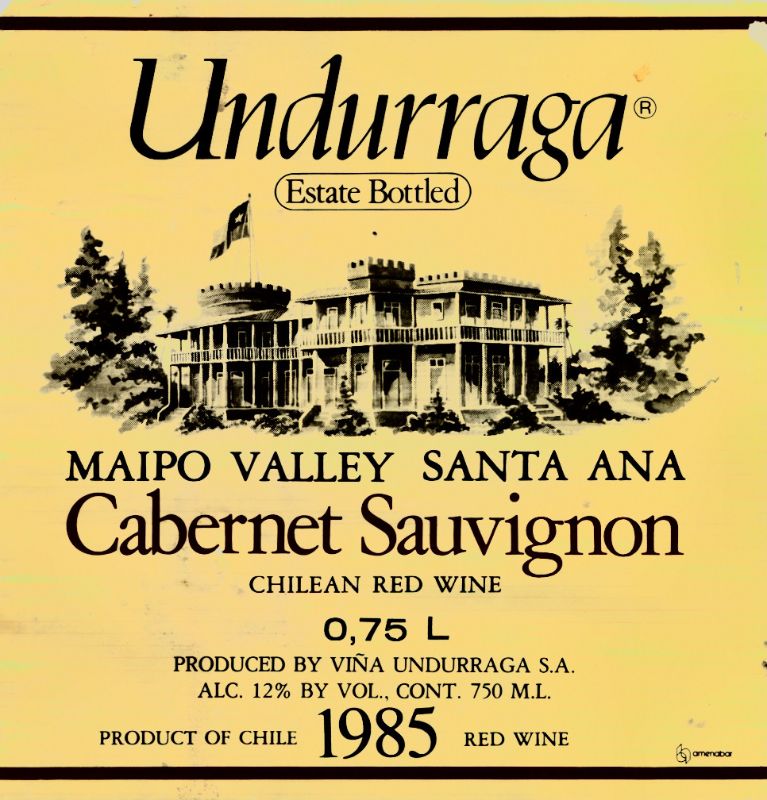 Undurraga®
Estate Bottled
MAIPO VALLEY SANTA ANA
Cabernet Sauvignon
CHILEAN RED WINE
0,75 L
PRODUCED BY VIÑA UNDURRAGA S.A.
ALC. 12% BY VOL., CONT. 750 M.L.
PRODUCT OF CHILE 1985 RED WINE
amenabar